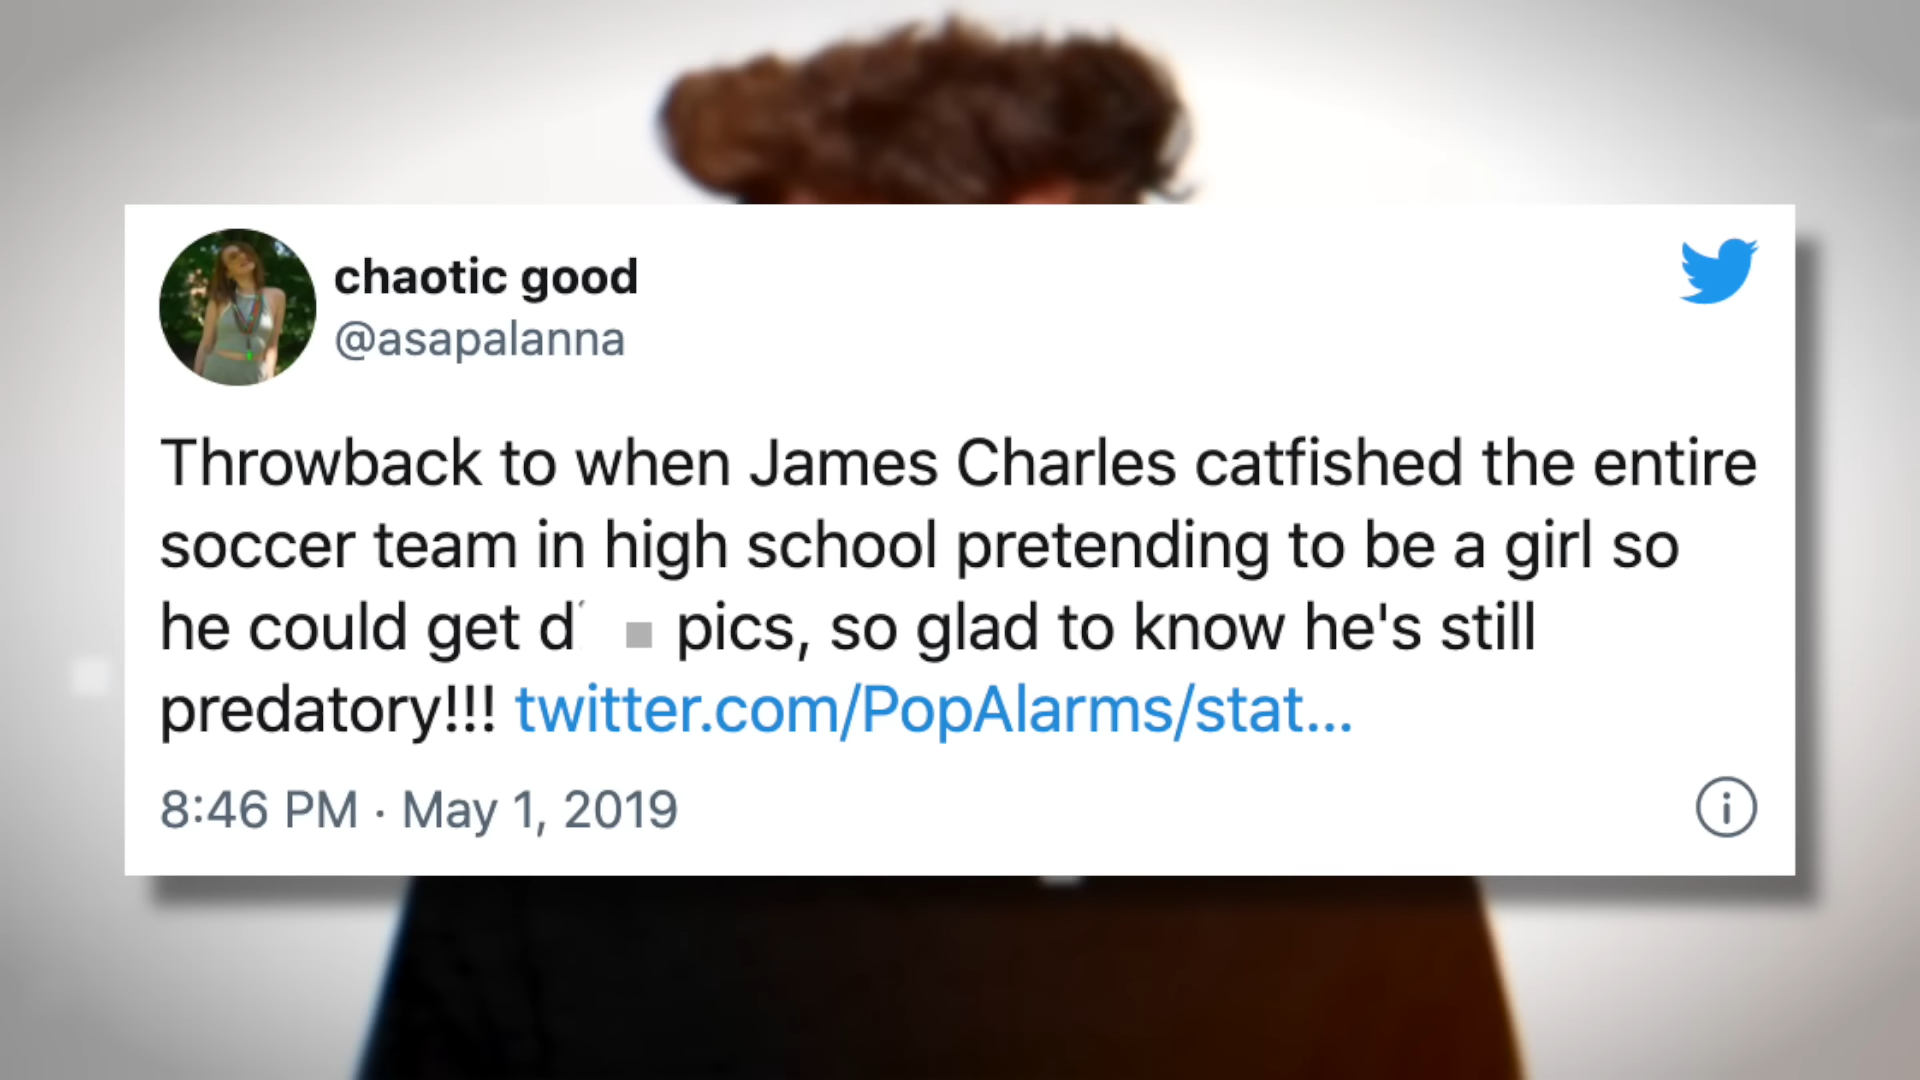 chaotic good
@asapalanna
Throwback to when James Charles catfished the entire
soccer team in high school pretending to be a girl so
he could get d pics, so glad to know he's still
predatory!!! twitter.com/PopAlarms/stat...
8:46 PM · May 1, 2019